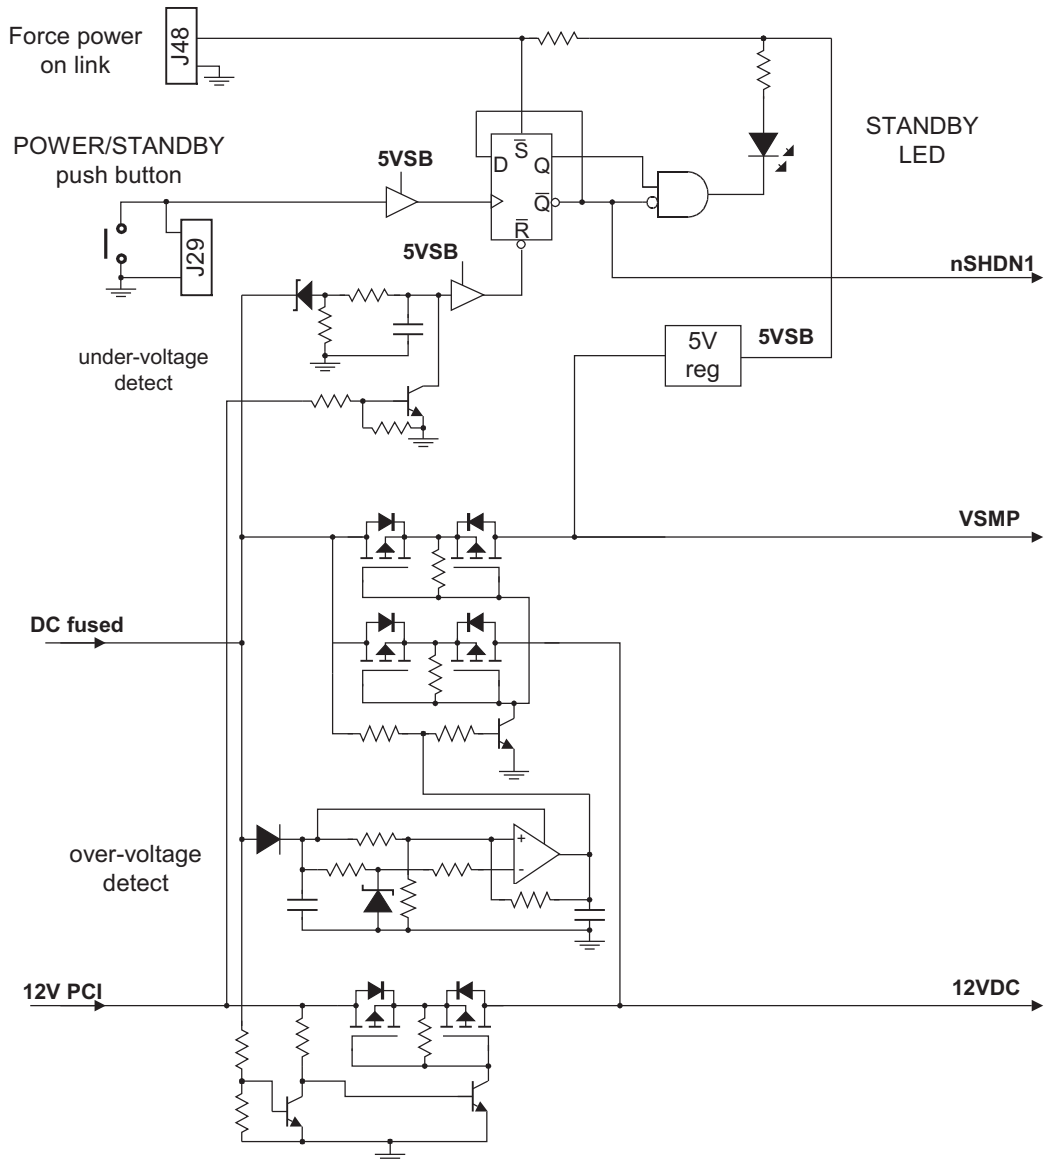 Force power
on link
J48
POWER/STANDBY
push button
J29
5VSB
5VSB
D
S̅
Q
Q̅
R̅
STANDBY
LED
nSHDN1
5V
reg
5VSB
under-voltage
detect
VSMP
DC fused
over-voltage
detect
+
-
12V PCI
12VDC